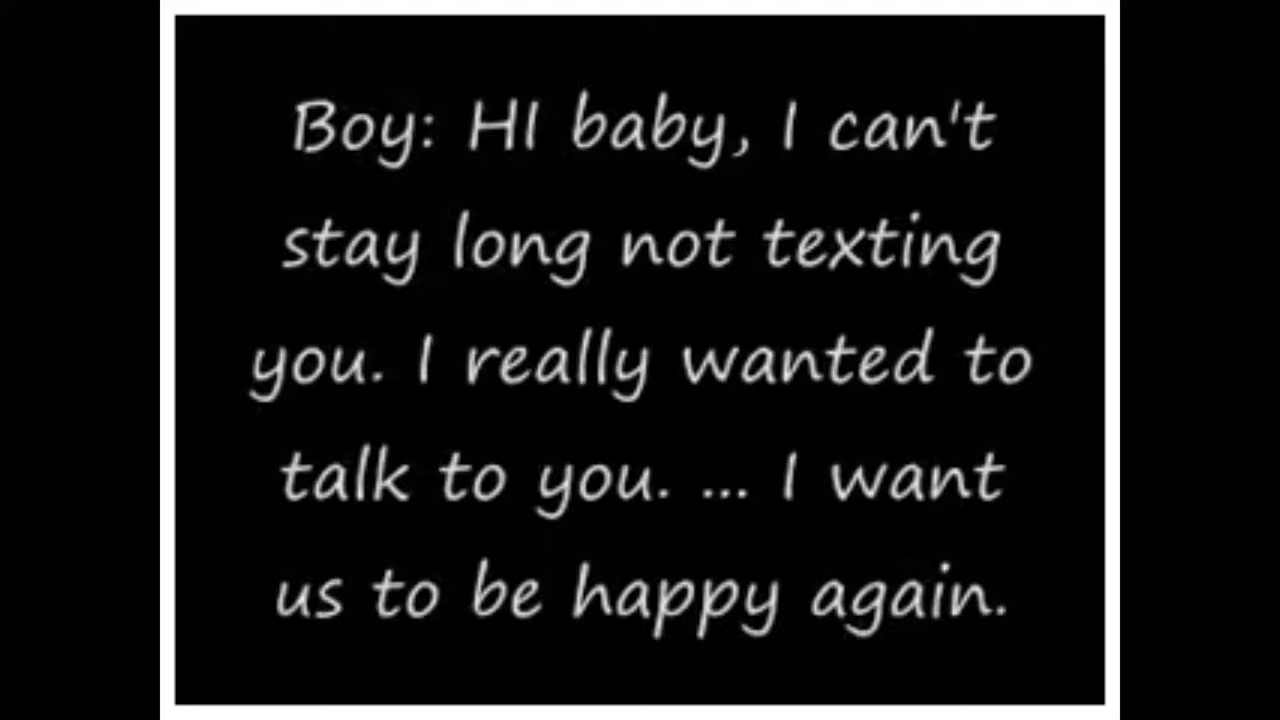 Boy: HI baby, I can't
stay long not texting
you. I really wanted to
talk to you. ... I want
us to be happy again.